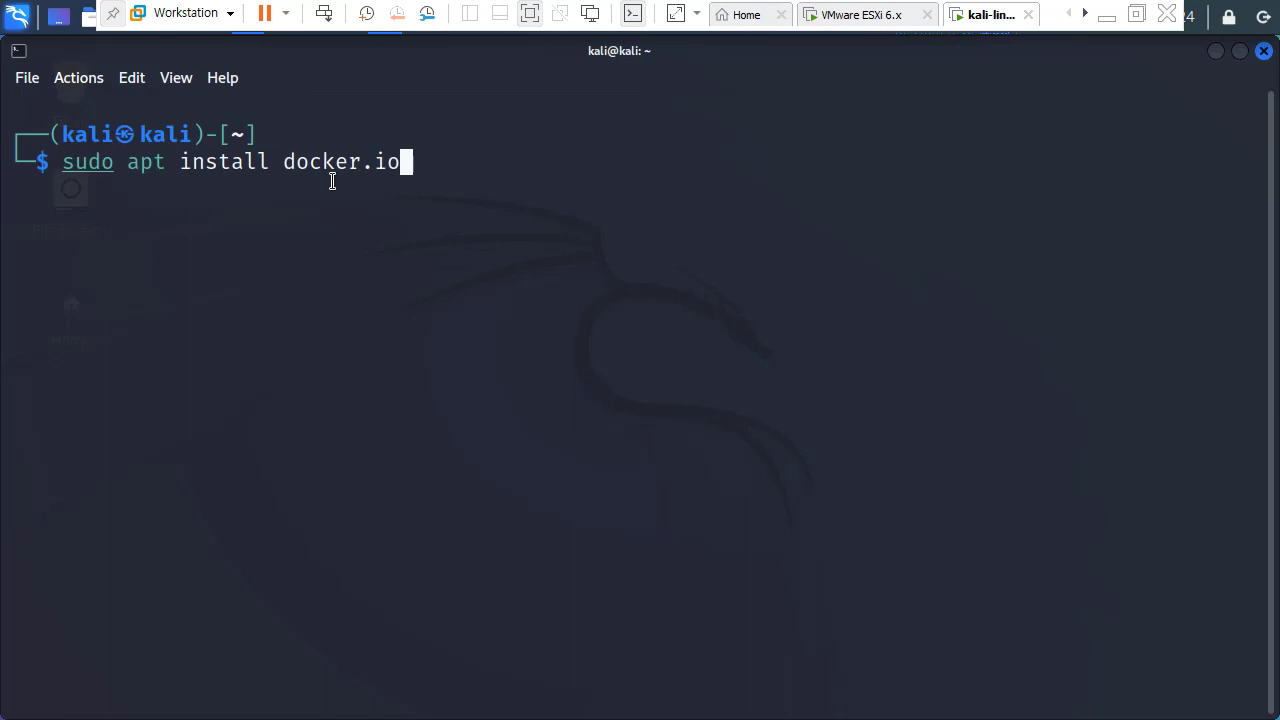 Workstation
Home
VMware ESXi 6.x
kali-lin...
24
kali@kali: ~
File Actions Edit View Help
┌──(kali㉿kali)-[~]
└─$ sudo apt install docker.io